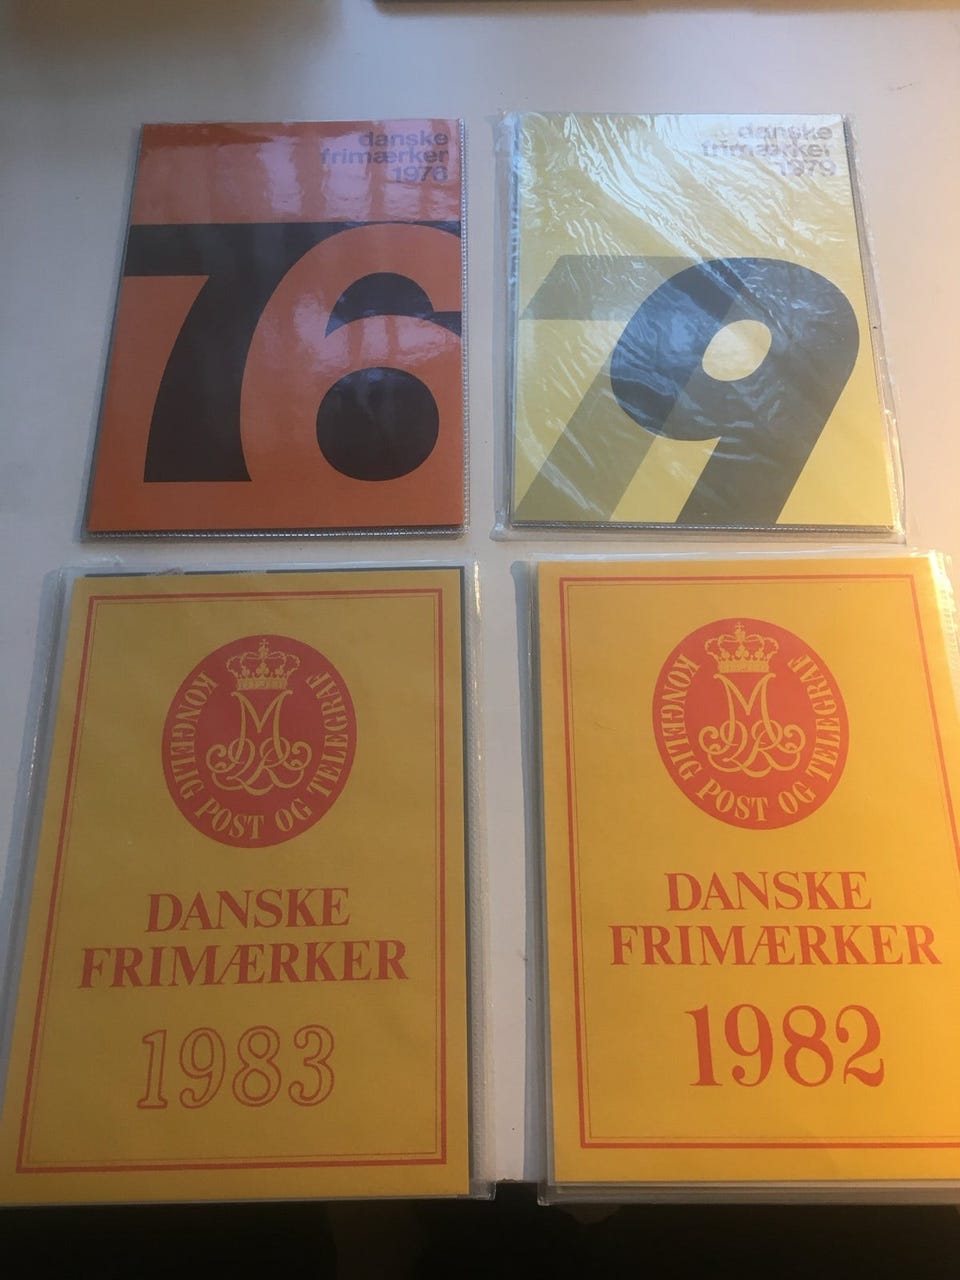 danske
frimærker
1976
76
danske
frimærker
1979
79
KONGELIG POST OG TELEGRAF
DANSKE
FRIMÆRKER
1983
KONGELIG POST OG TELEGRAF
DANSKE
FRIMÆRKER
1982